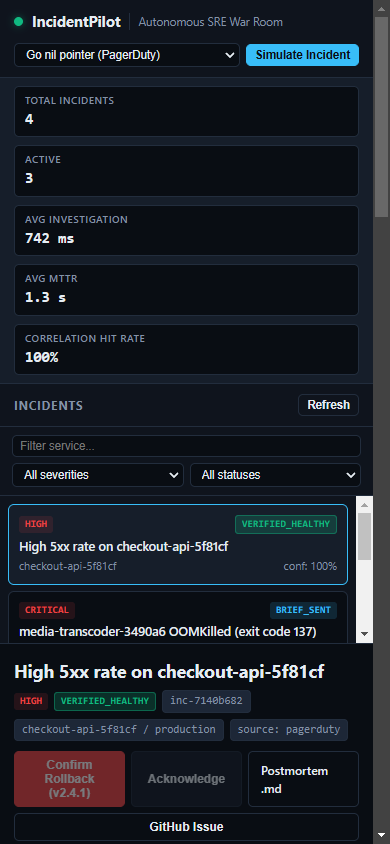 IncidentPilot Autonomous SRE War Room
Go nil pointer (PagerDuty) Simulate Incident
TOTAL INCIDENTS
4
ACTIVE
3
AVG INVESTIGATION
742 ms
AVG MTTR
1.3 s
CORRELATION HIT RATE
100%
INCIDENTS Refresh
Filter service...
All severities All statuses
HIGH VERIFIED_HEALTHY
High 5xx rate on checkout-api-5f81cf
checkout-api-5f81cf conf: 100%
CRITICAL BRIEF_SENT
media-transcoder-3490a6 OOMKilled (exit code 137)
High 5xx rate on checkout-api-5f81cf
HIGH VERIFIED_HEALTHY inc-7140b682
checkout-api-5f81cf / production source: pagerduty
Confirm
Rollback
(v2.4.1)
Acknowledge
Postmortem
.md
GitHub Issue